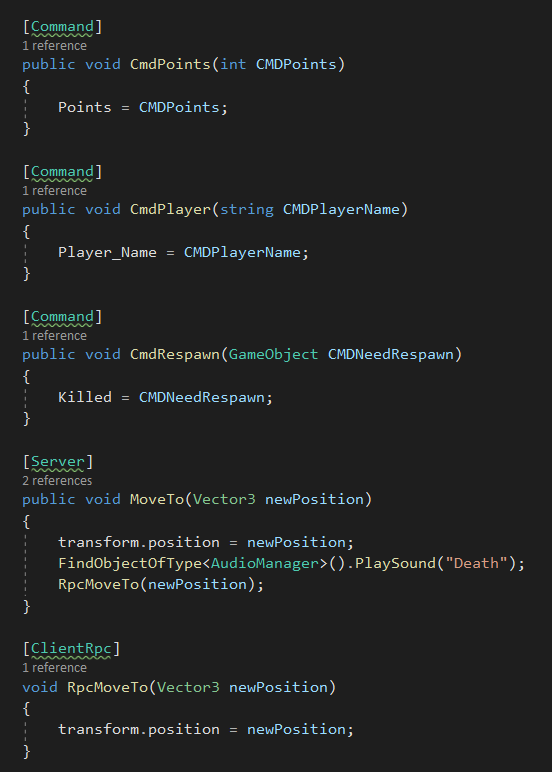 [Command]
1 reference
public void CmdPoints(int CMDPoints)
{
Points = CMDPoints;
}
[Command]
1 reference
public void CmdPlayer(string CMDPlayerName)
{
Player_Name = CMDPlayerName;
}
[Command]
1 reference
public void CmdRespawn(GameObject CMDNeedRespawn)
{
Killed = CMDNeedRespawn;
}
[Server]
2 references
public void MoveTo(Vector3 newPosition)
{
transform.position = newPosition;
FindObjectOfType<AudioManager>().PlaySound("Death");
RpcMoveTo(newPosition);
}
[ClientRpc]
1 reference
void RpcMoveTo(Vector3 newPosition)
{
transform.position = newPosition;
}